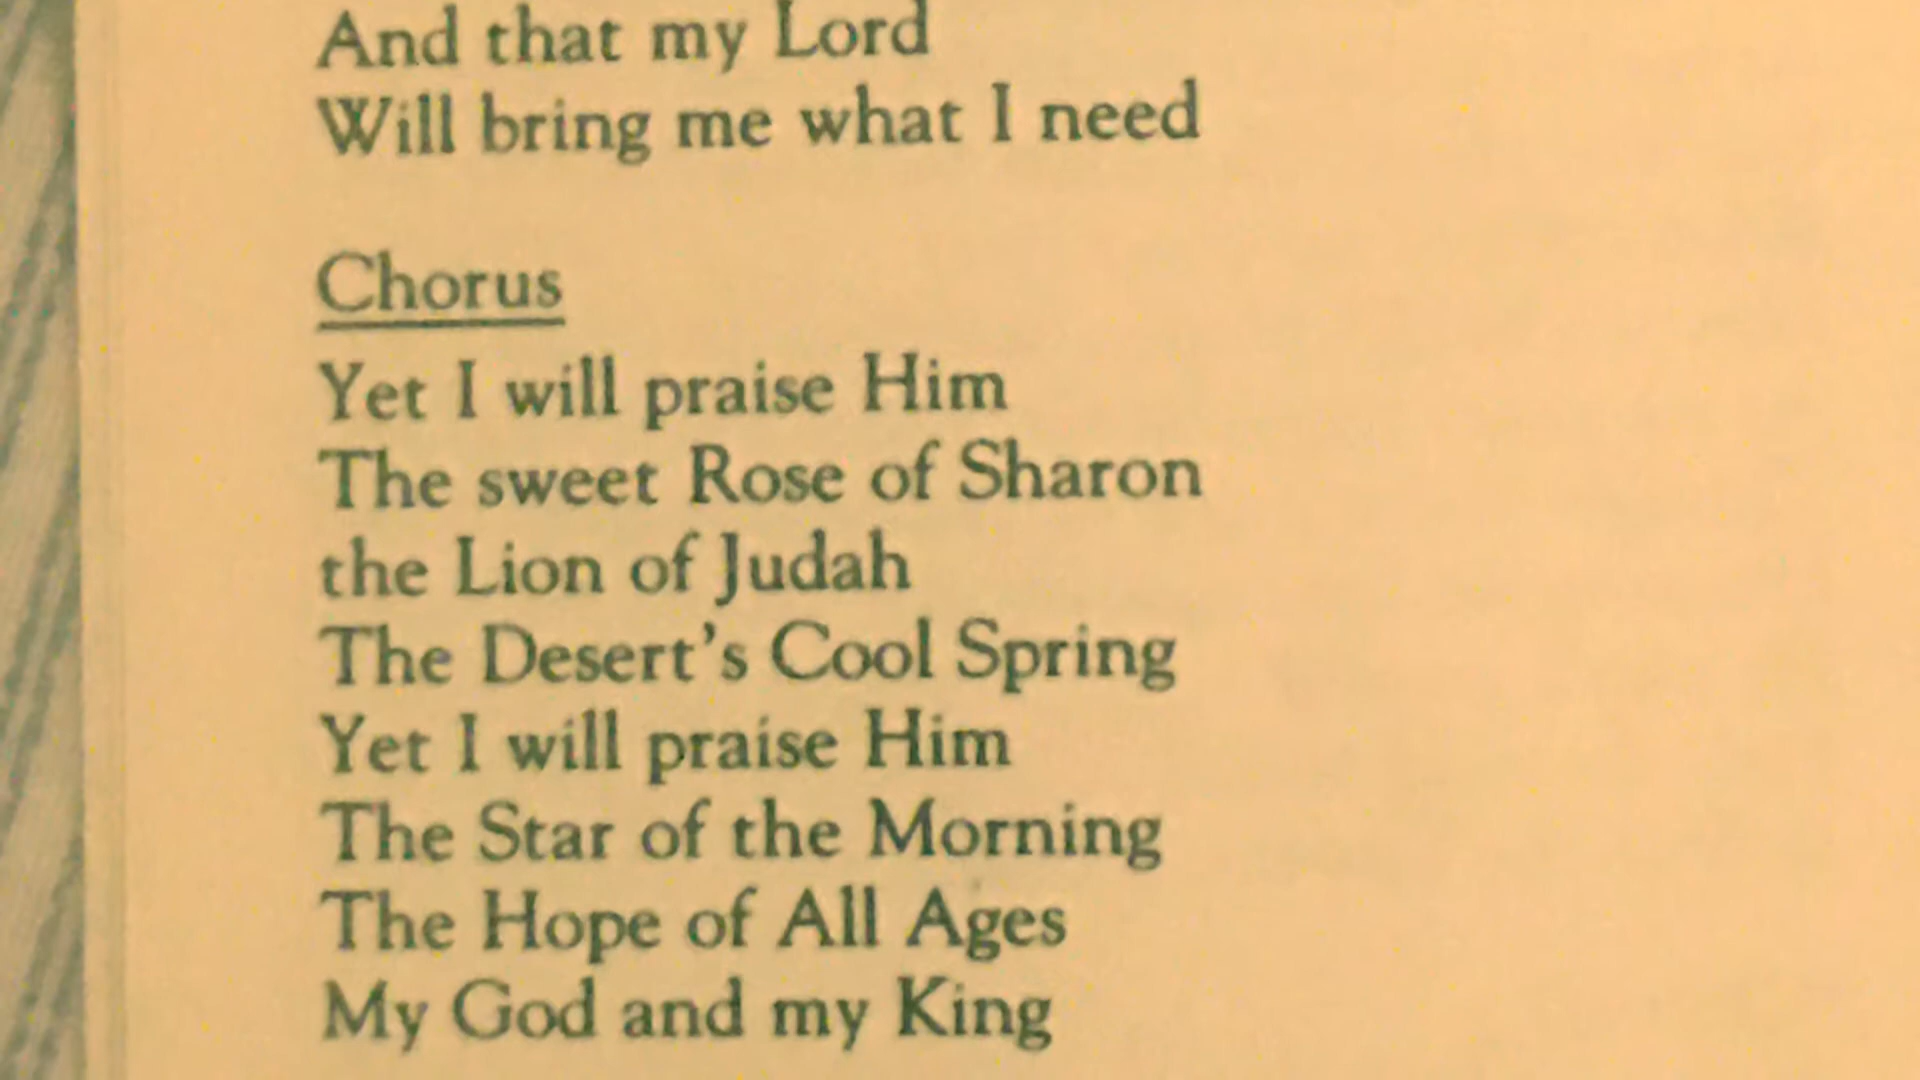 And that my Lord
Will bring me what I need
Chorus
Yet I will praise Him
The sweet Rose of Sharon
the Lion of Judah
The Desert's Cool Spring
Yet I will praise Him
The Star of the Morning
The Hope of All Ages
My God and my King